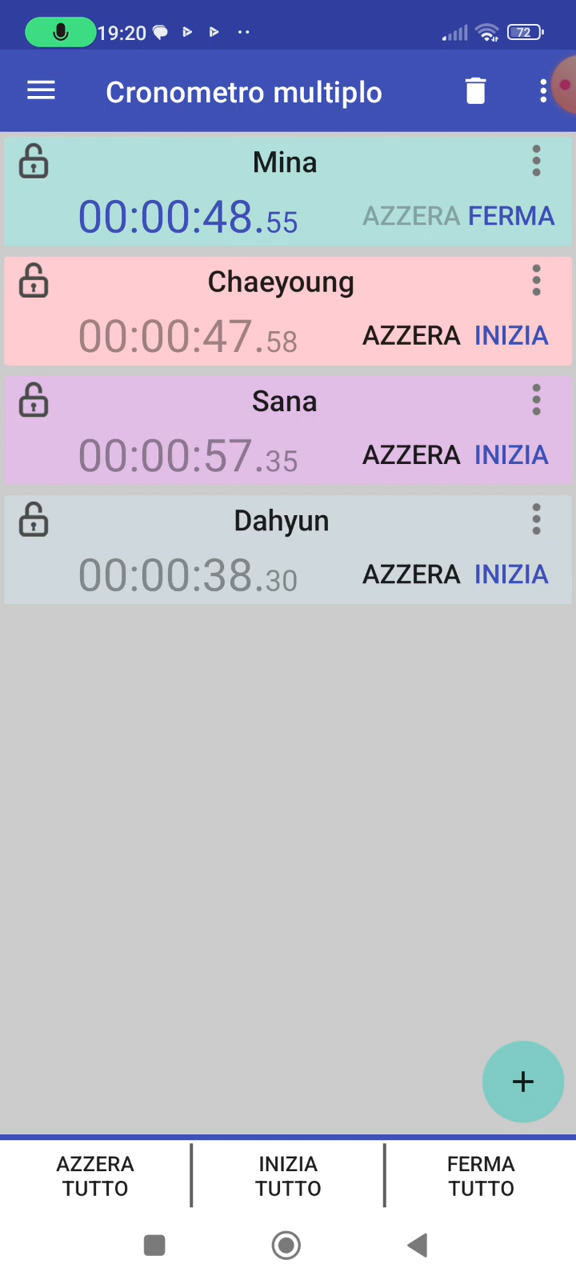 19:20
72
Cronometro multiplo
Mina
00:00:48.55 AZZERA FERMA
Chaeyoung
00:00:47.58 AZZERA INIZIA
Sana
00:00:57.35 AZZERA INIZIA
Dahyun
00:00:38.30 AZZERA INIZIA
+
AZZERA
TUTTO
INIZIA
TUTTO
FERMA
TUTTO